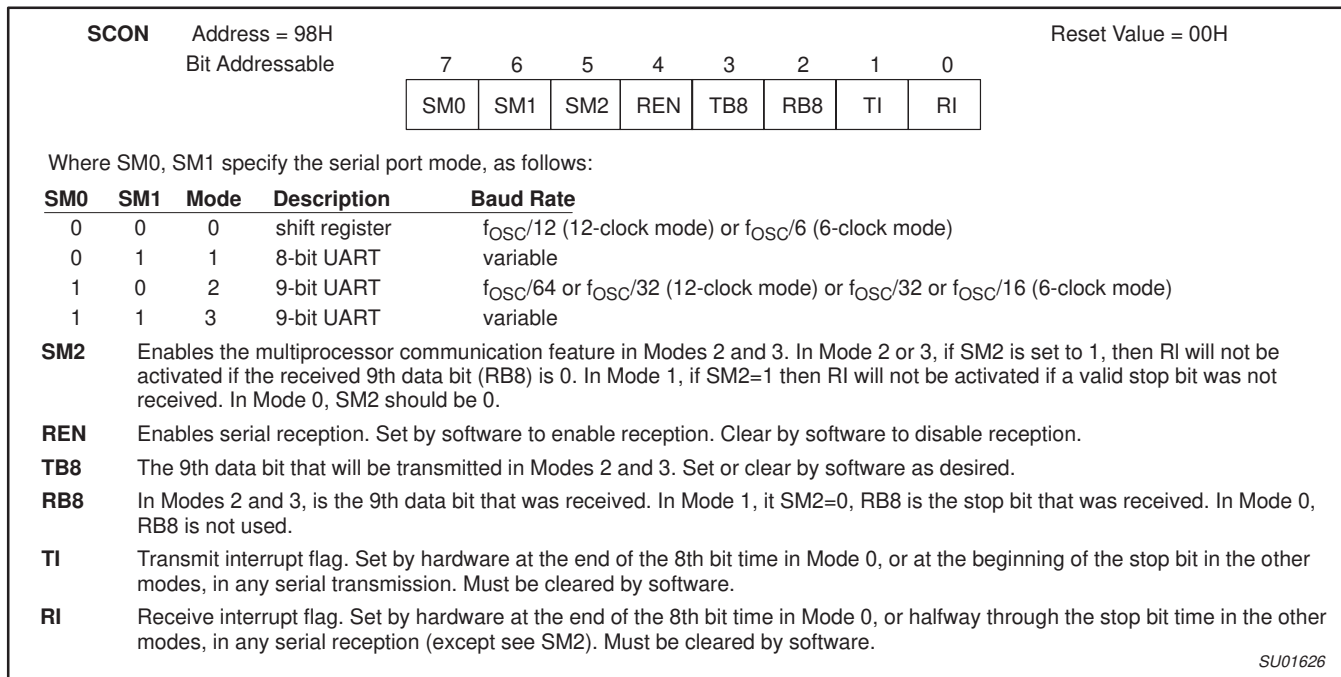 SCON Address = 98H Reset Value = 00H
Bit Addressable 7 6 5 4 3 2 1 0
SM0 SM1 SM2 REN TB8 RB8 TI RI
Where SM0, SM1 specify the serial port mode, as follows:
SM0 SM1 Mode Description Baud Rate
0 0 0 shift register fOSC/12 (12-clock mode) or fOSC/6 (6-clock mode)
0 1 1 8-bit UART variable
1 0 2 9-bit UART fOSC/64 or fOSC/32 (12-clock mode) or fOSC/32 or fOSC/16 (6-clock mode)
1 1 3 9-bit UART variable
SM2 Enables the multiprocessor communication feature in Modes 2 and 3. In Mode 2 or 3, if SM2 is set to 1, then RI will not be
activated if the received 9th data bit (RB8) is 0. In Mode 1, if SM2=1 then RI will not be activated if a valid stop bit was not
received. In Mode 0, SM2 should be 0.
REN Enables serial reception. Set by software to enable reception. Clear by software to disable reception.
TB8 The 9th data bit that will be transmitted in Modes 2 and 3. Set or clear by software as desired.
RB8 In Modes 2 and 3, is the 9th data bit that was received. In Mode 1, it SM2=0, RB8 is the stop bit that was received. In Mode 0,
RB8 is not used.
TI Transmit interrupt flag. Set by hardware at the end of the 8th bit time in Mode 0, or at the beginning of the stop bit in the other
modes, in any serial transmission. Must be cleared by software.
RI Receive interrupt flag. Set by hardware at the end of the 8th bit time in Mode 0, or halfway through the stop bit time in the other
modes, in any serial reception (except see SM2). Must be cleared by software.
SU01626